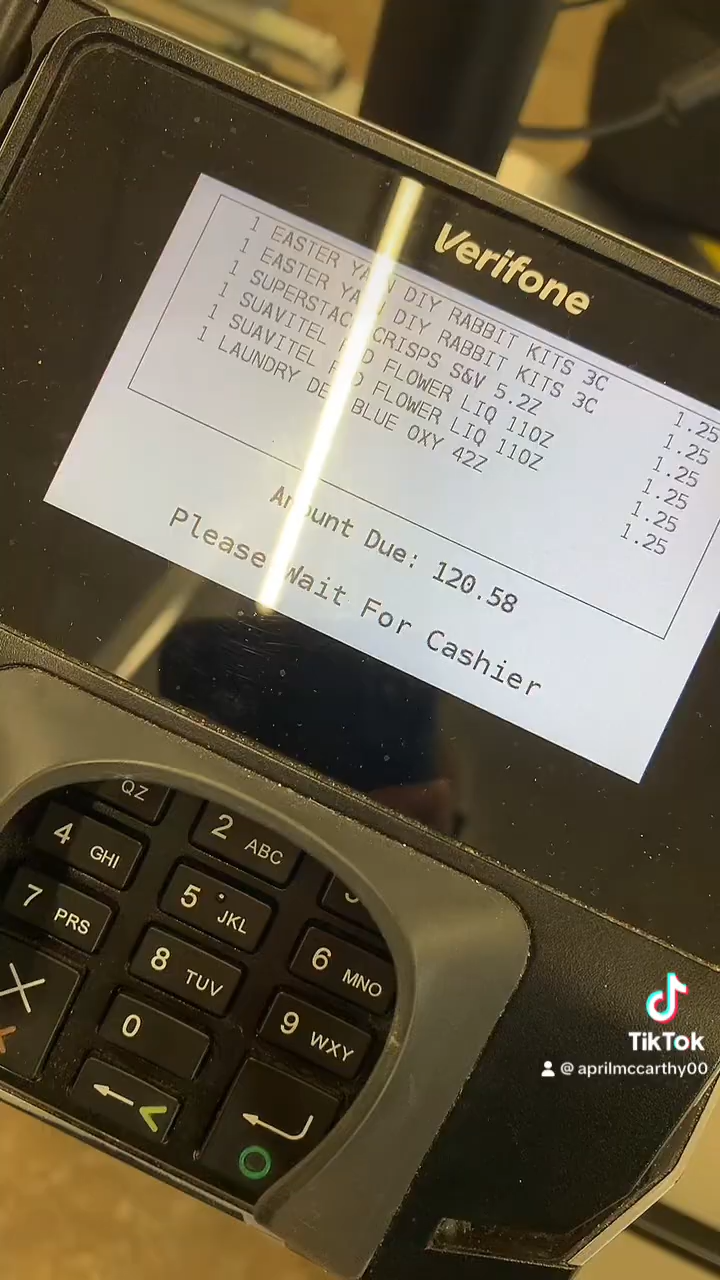 Verifone
1 EASTER YA N DIY RABBIT KITS 3C 1.25
1 EASTER YA N DIY RABBIT KITS 3C 1.25
1 SUPERSTAC CRISPS S&V 5.2Z 1.25
1 SUAVITEL D FLOWER LIQ 11OZ 1.25
1 SUAVITEL D FLOWER LIQ 11OZ 1.25
1 LAUNDRY DE BLUE OXY 42Z 1.25
Amount Due: 120.58
Please Wait For Cashier
QZ
2 ABC
4 GHI
5 JKL
6 MNO
7 PRS
8 TUV
9 WXY
0
TikTok
@aprilmccarthy00